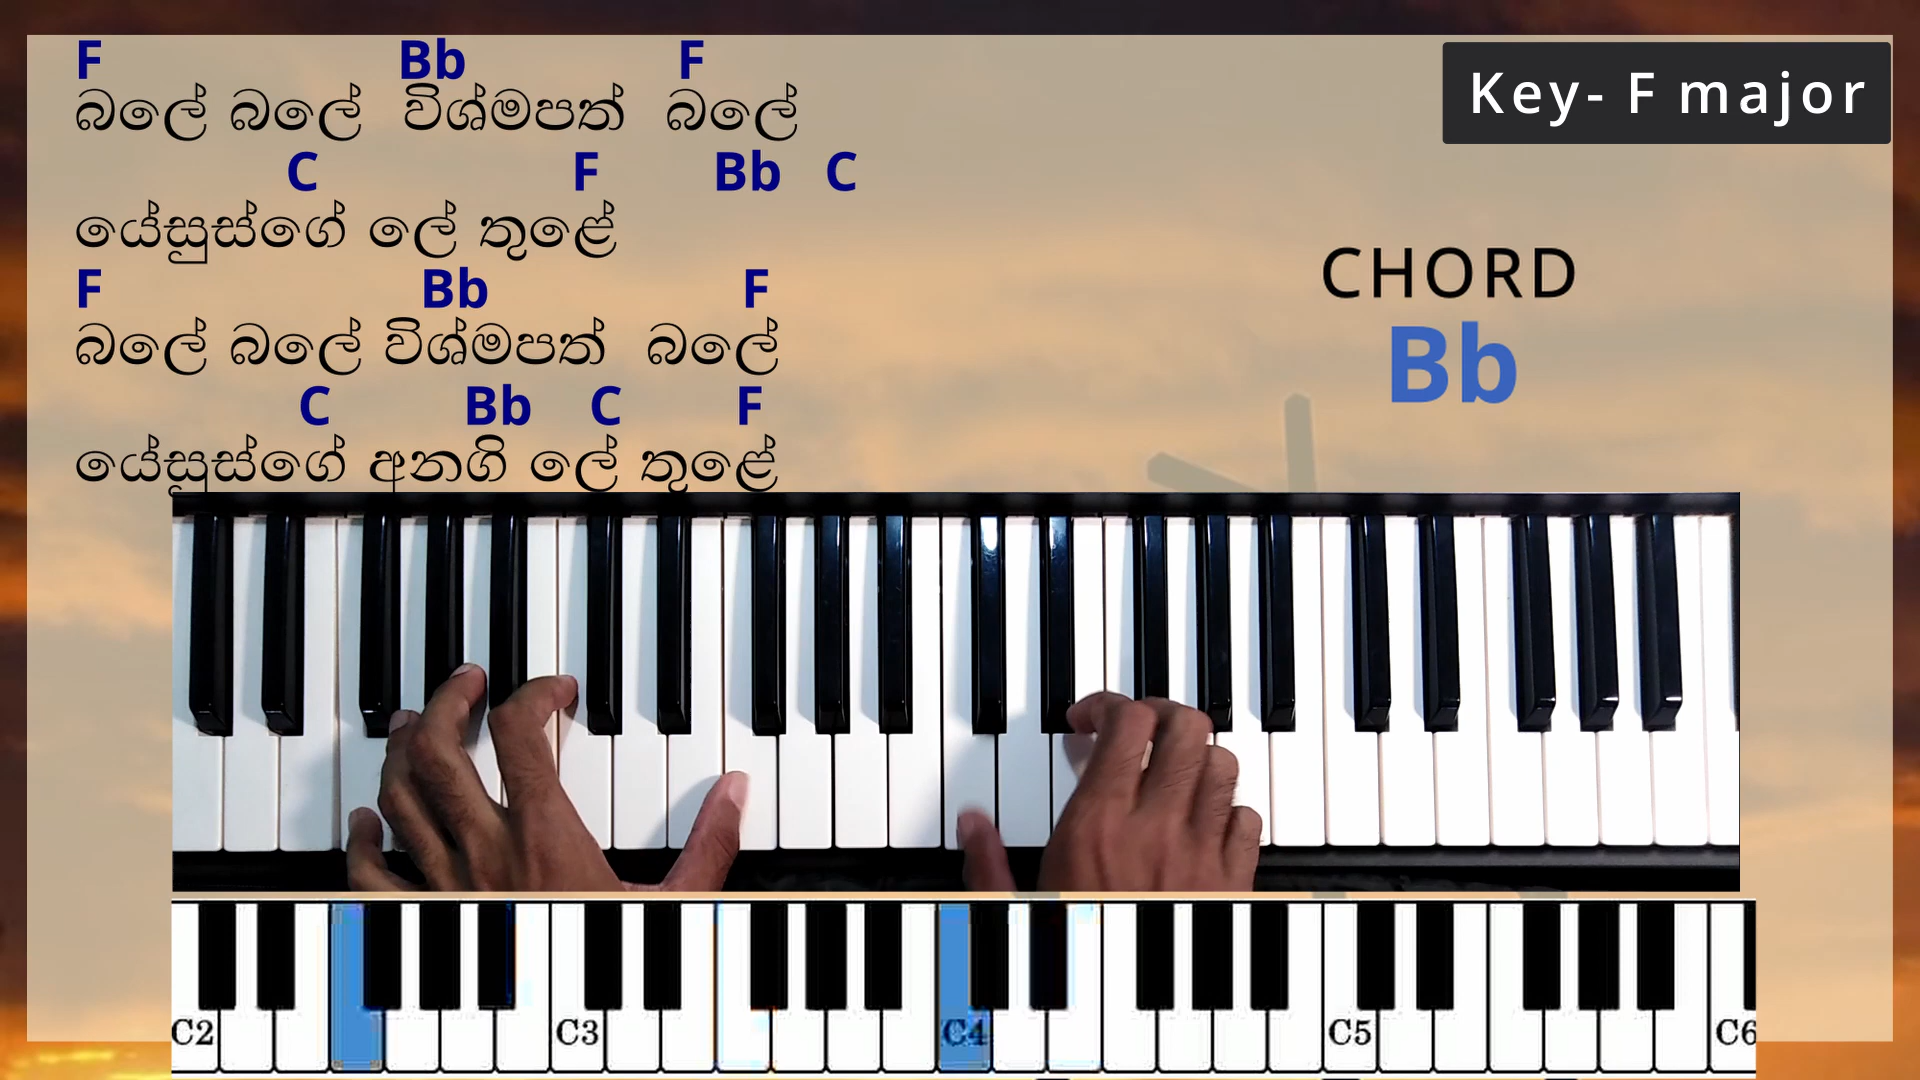 F Bb F
බලේ බලේ විශ්මපත් බලේ
C F Bb C
යේසුස්ගේ ලේ තුළේ
F Bb F
බලේ බලේ විශ්මපත් බලේ
C Bb C F
යේසුස්ගේ අනගි ලේ තුළේ
Key- F major
CHORD
Bb
C2 C3 C4 C5 C6